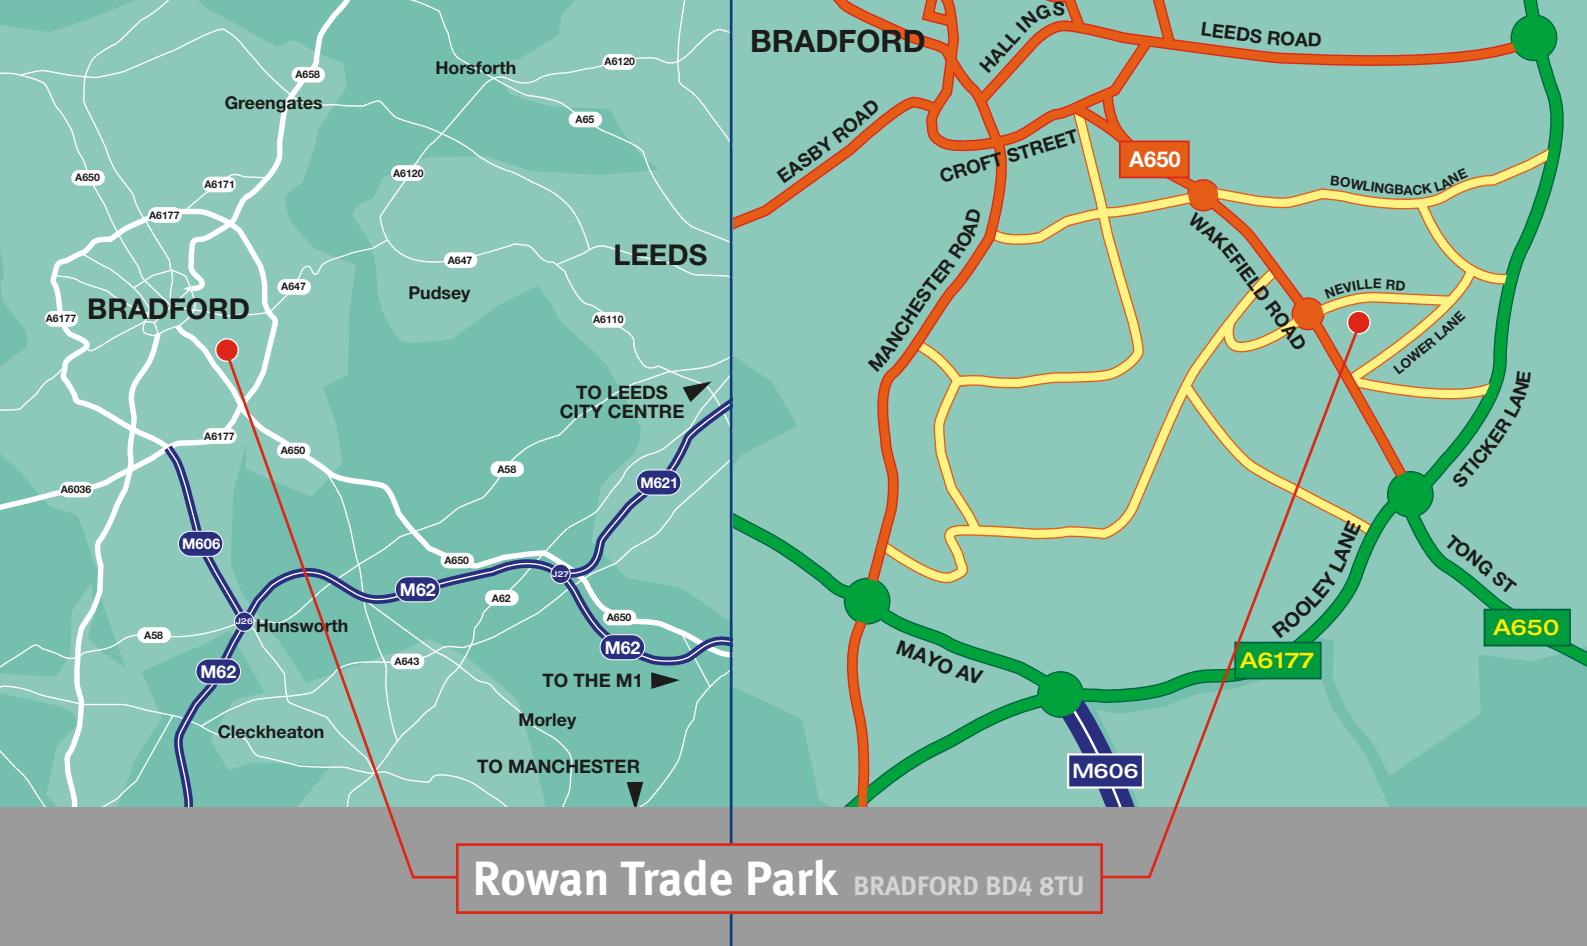 A658
Horsforth
A6120
Greengates
A65
A650
A6171
A6120
A6177
LEEDS
A647
A647
Pudsey
BRADFORD
A6177
A6110
TO LEEDS
CITY CENTRE
A6177
A650
A58
M621
A6036
M606
A650
J27
M62
A62
J26
Hunsworth
A650
A58
M62
A643
M62
TO THE M1
Morley
Cleckheaton
TO MANCHESTER
BRADFORD
HALL INGS
LEEDS ROAD
EASBY ROAD
CROFT STREET
A650
BOWLINGBACK LANE
MANCHESTER ROAD
WAKEFIELD ROAD
NEVILLE RD
LOWER LANE
STICKER LANE
ROOLEY LANE
TONG ST
A650
MAYO AV
A6177
M606
Rowan Trade Park BRADFORD BD4 8TU